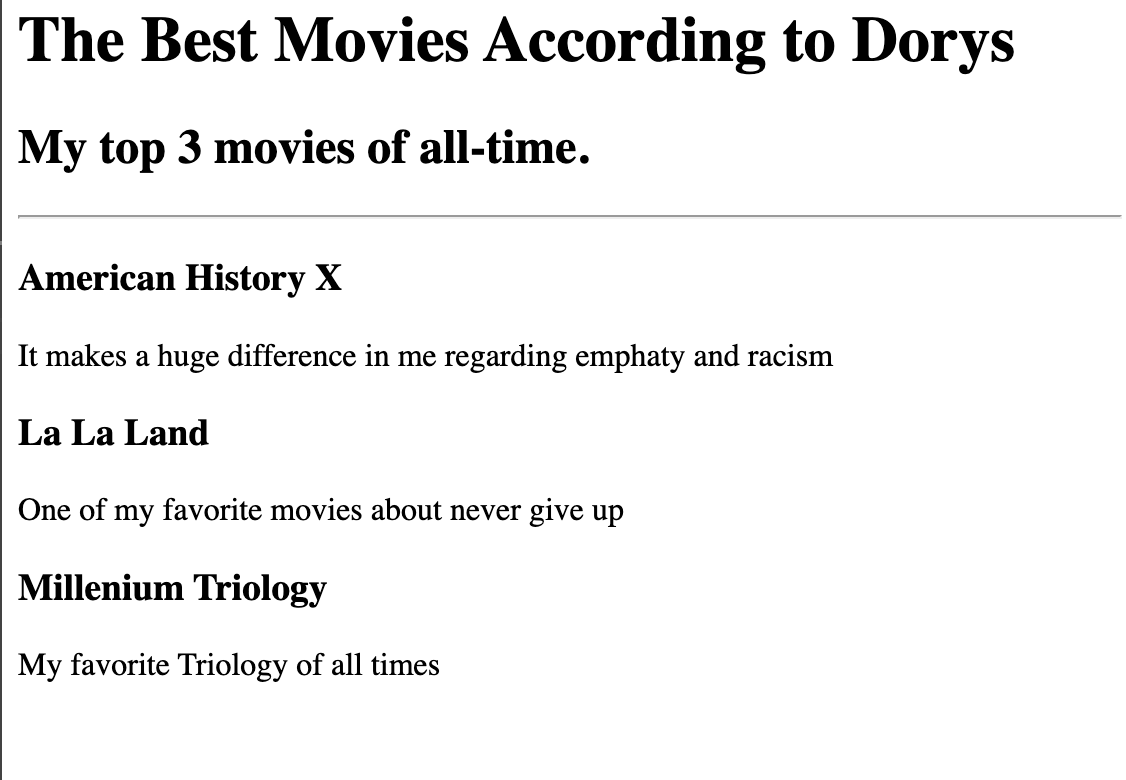 The Best Movies According to Dorys
My top 3 movies of all-time.
American History X
It makes a huge difference in me regarding emphaty and racism
La La Land
One of my favorite movies about never give up
Millenium Triology
My favorite Triology of all times